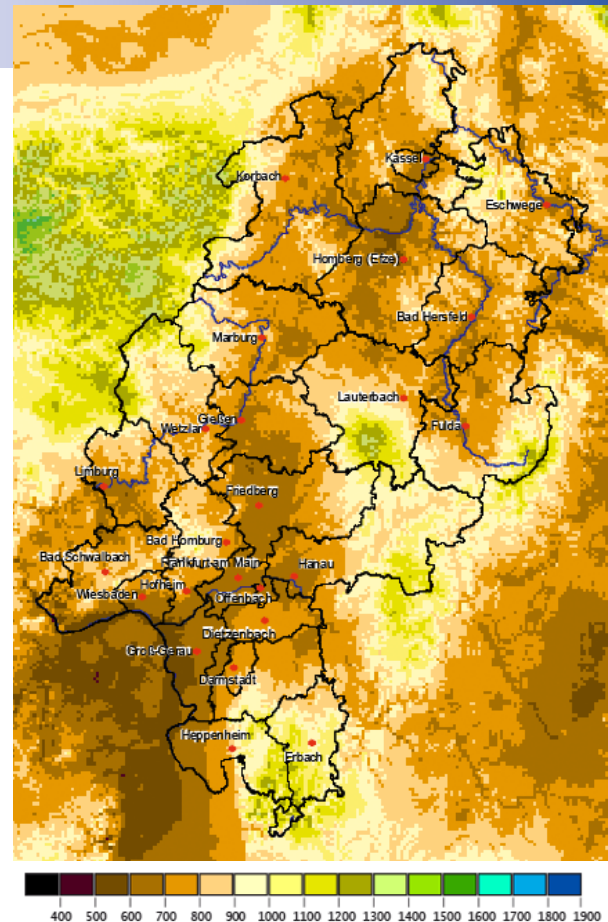 Kassel
Korbach
Eschwege
Homberg (Efze)
Bad Hersfeld
Marburg
Lauterbach
Gießen
Wetzlar
Fulda
Limburg
Friedberg
Bad Homburg
Bad Schwalbach
Frankfurt am Main
Hanau
Hofheim
Wiesbaden
Offenbach
Dietzenbach
Groß-Gerau
Darmstadt
Heppenheim
Erbach
400 500 600 700 800 900 1000 1100 1200 1300 1400 1500 1600 1700 1800 1900